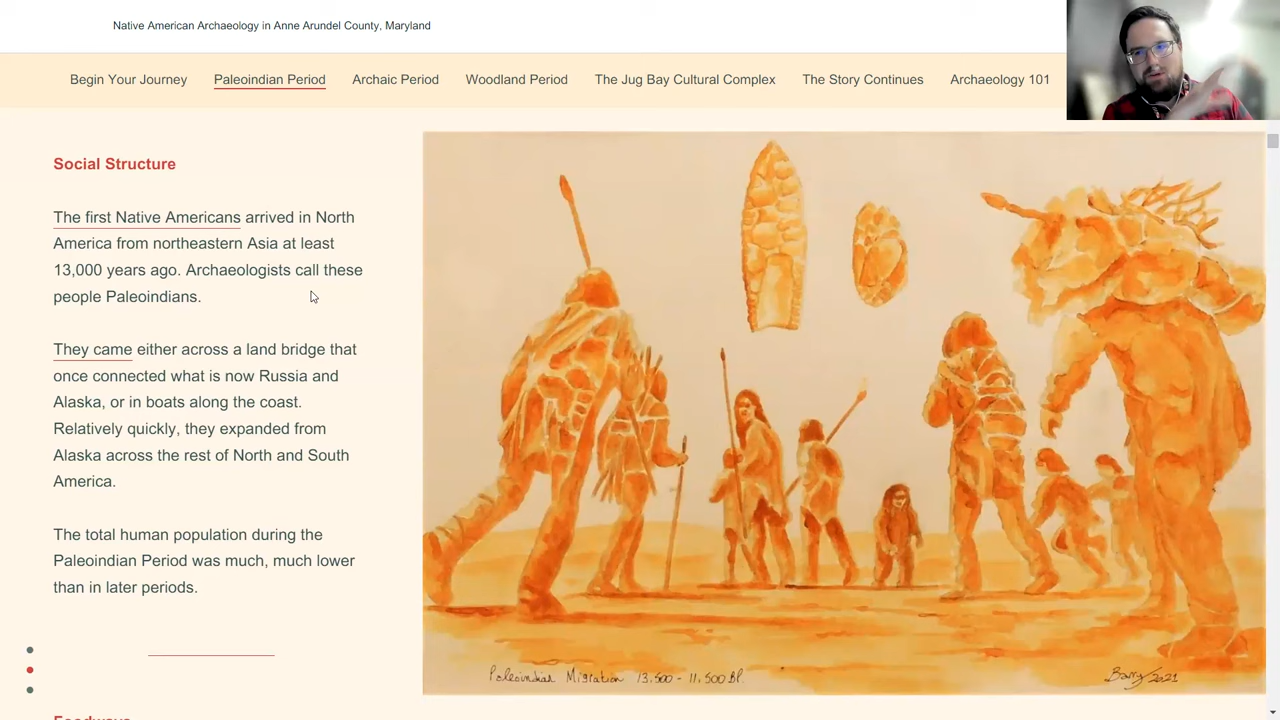 Native American Archaeology in Anne Arundel County, Maryland
Begin Your Journey Paleoindian Period Archaic Period Woodland Period The Jug Bay Cultural Complex The Story Continues Archaeology 101
Social Structure
The first Native Americans arrived in North
America from northeastern Asia at least
13,000 years ago. Archaeologists call these
people Paleoindians.
They came either across a land bridge that
once connected what is now Russia and
Alaska, or in boats along the coast.
Relatively quickly, they expanded from
Alaska across the rest of North and South
America.
The total human population during the
Paleoindian Period was much, much lower
than in later periods.
Paleoindian Migration 13,500 - 11,500 BP.
Barry 2021
Foodways